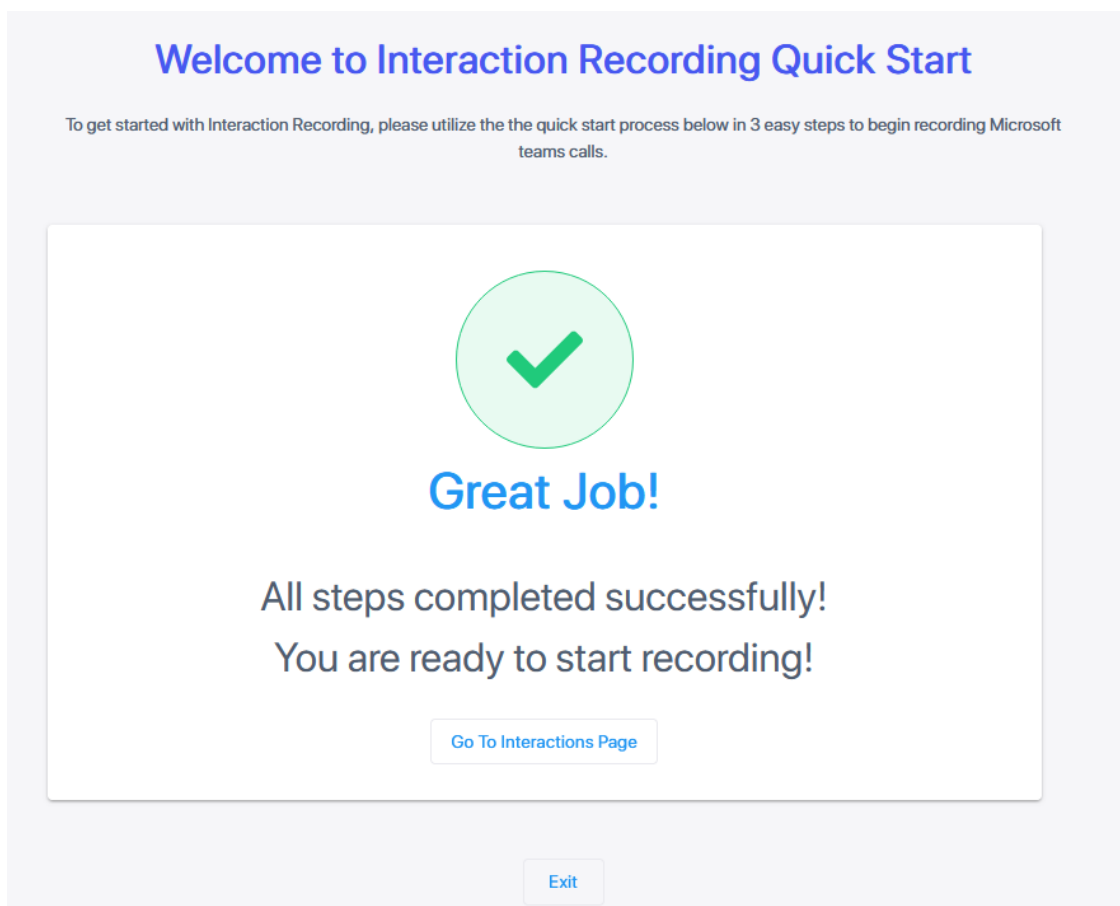 Welcome to Interaction Recording Quick Start
To get started with Interaction Recording, please utilize the the quick start process below in 3 easy steps to begin recording Microsoft
teams calls.
Great Job!
All steps completed successfully!
You are ready to start recording!
Go To Interactions Page
Exit